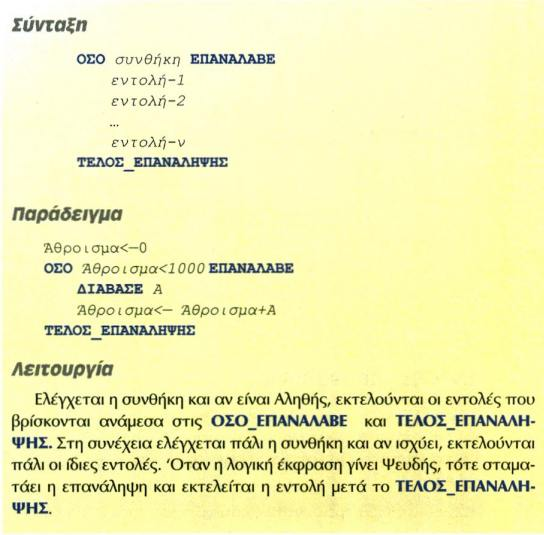 Σύνταξη
ΟΣΟ συνθήκη ΕΠΑΝΑΛΑΒΕ
εντολή-1
εντολή-2
…
εντολή-ν
ΤΕΛΟΣ_ΕΠΑΝΑΛΗΨΗΣ
Παράδειγμα
Άθροισμα<—0
ΟΣΟ Άθροισμα<1000 ΕΠΑΝΑΛΑΒΕ
ΔΙΑΒΑΣΕ Α
Άθροισμα<— Άθροισμα+Α
ΤΕΛΟΣ_ΕΠΑΝΑΛΗΨΗΣ
Λειτουργία
Ελέγχεται η συνθήκη και αν είναι Αληθής, εκτελούνται οι εντολές που
βρίσκονται ανάμεσα στις ΟΣΟ_ΕΠΑΝΑΛΑΒΕ και ΤΕΛΟΣ_ΕΠΑΝΑΛΗ-
ΨΗΣ. Στη συνέχεια ελέγχεται πάλι η συνθήκη και αν ισχύει, εκτελούνται
πάλι οι ίδιες εντολές. Όταν η λογική έκφραση γίνει Ψευδής, τότε σταμα-
τάει η επανάληψη και εκτελείται η εντολή μετά το ΤΕΛΟΣ_ΕΠΑΝΑΛΗ-
ΨΗΣ.